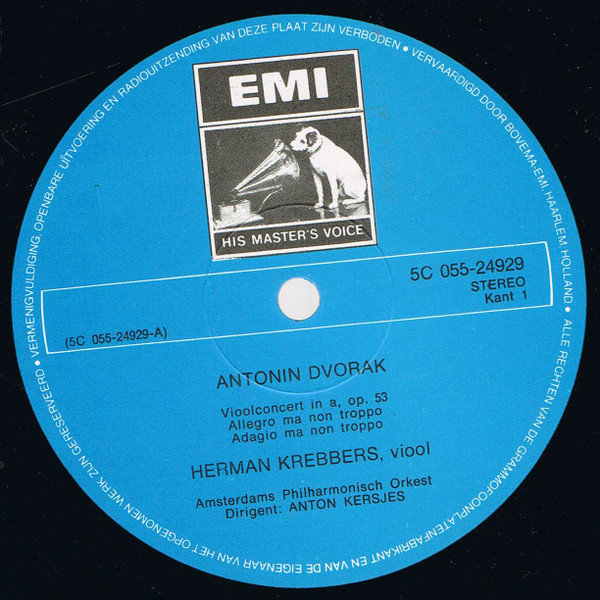 VERVAARDIGD DOOR BOVEMA-EMI, HAARLEM, HOLLAND • ALLE RECHTEN VAN DE GRAMMOFOONPLATENFABRIKANT EN VAN DE EIGENAAR VAN HET OPGENOMEN WERK ZIJN GERESERVEERD • VERMENIGVULDIGING, OPENBARE UITVOERING EN RADIOUITZENDING VAN DEZE PLAAT ZIJN VERBODEN •
EMI
HIS MASTER'S VOICE
5C 055-24929
STEREO
Kant 1
(5C 055-24929-A)
ANTONIN DVORAK
Vioolconcert in a, op. 53
Allegro ma non troppo
Adagio ma non troppo
HERMAN KREBBERS, viool
Amsterdams Philharmonisch Orkest
Dirigent: ANTON KERSJES